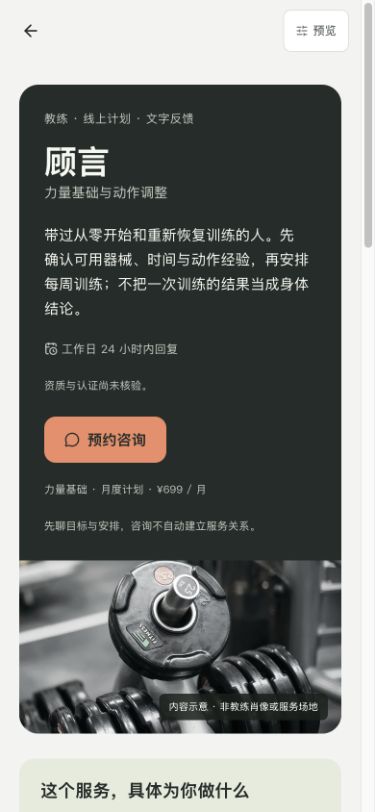 预览
教练 · 线上计划 · 文字反馈
顾言
力量基础与动作调整
带过从零开始和重新恢复训练的人。先
确认可用器械、时间与动作经验，再安排
每周训练；不把一次训练的结果当成身体
结论。
工作日 24 小时内回复
资质与认证尚未核验。
预约咨询
力量基础 · 月度计划 · ¥699 / 月
先聊目标与安排，咨询不自动建立服务关系。
内容示意 · 非教练肖像或服务场地
这个服务，具体为你做什么